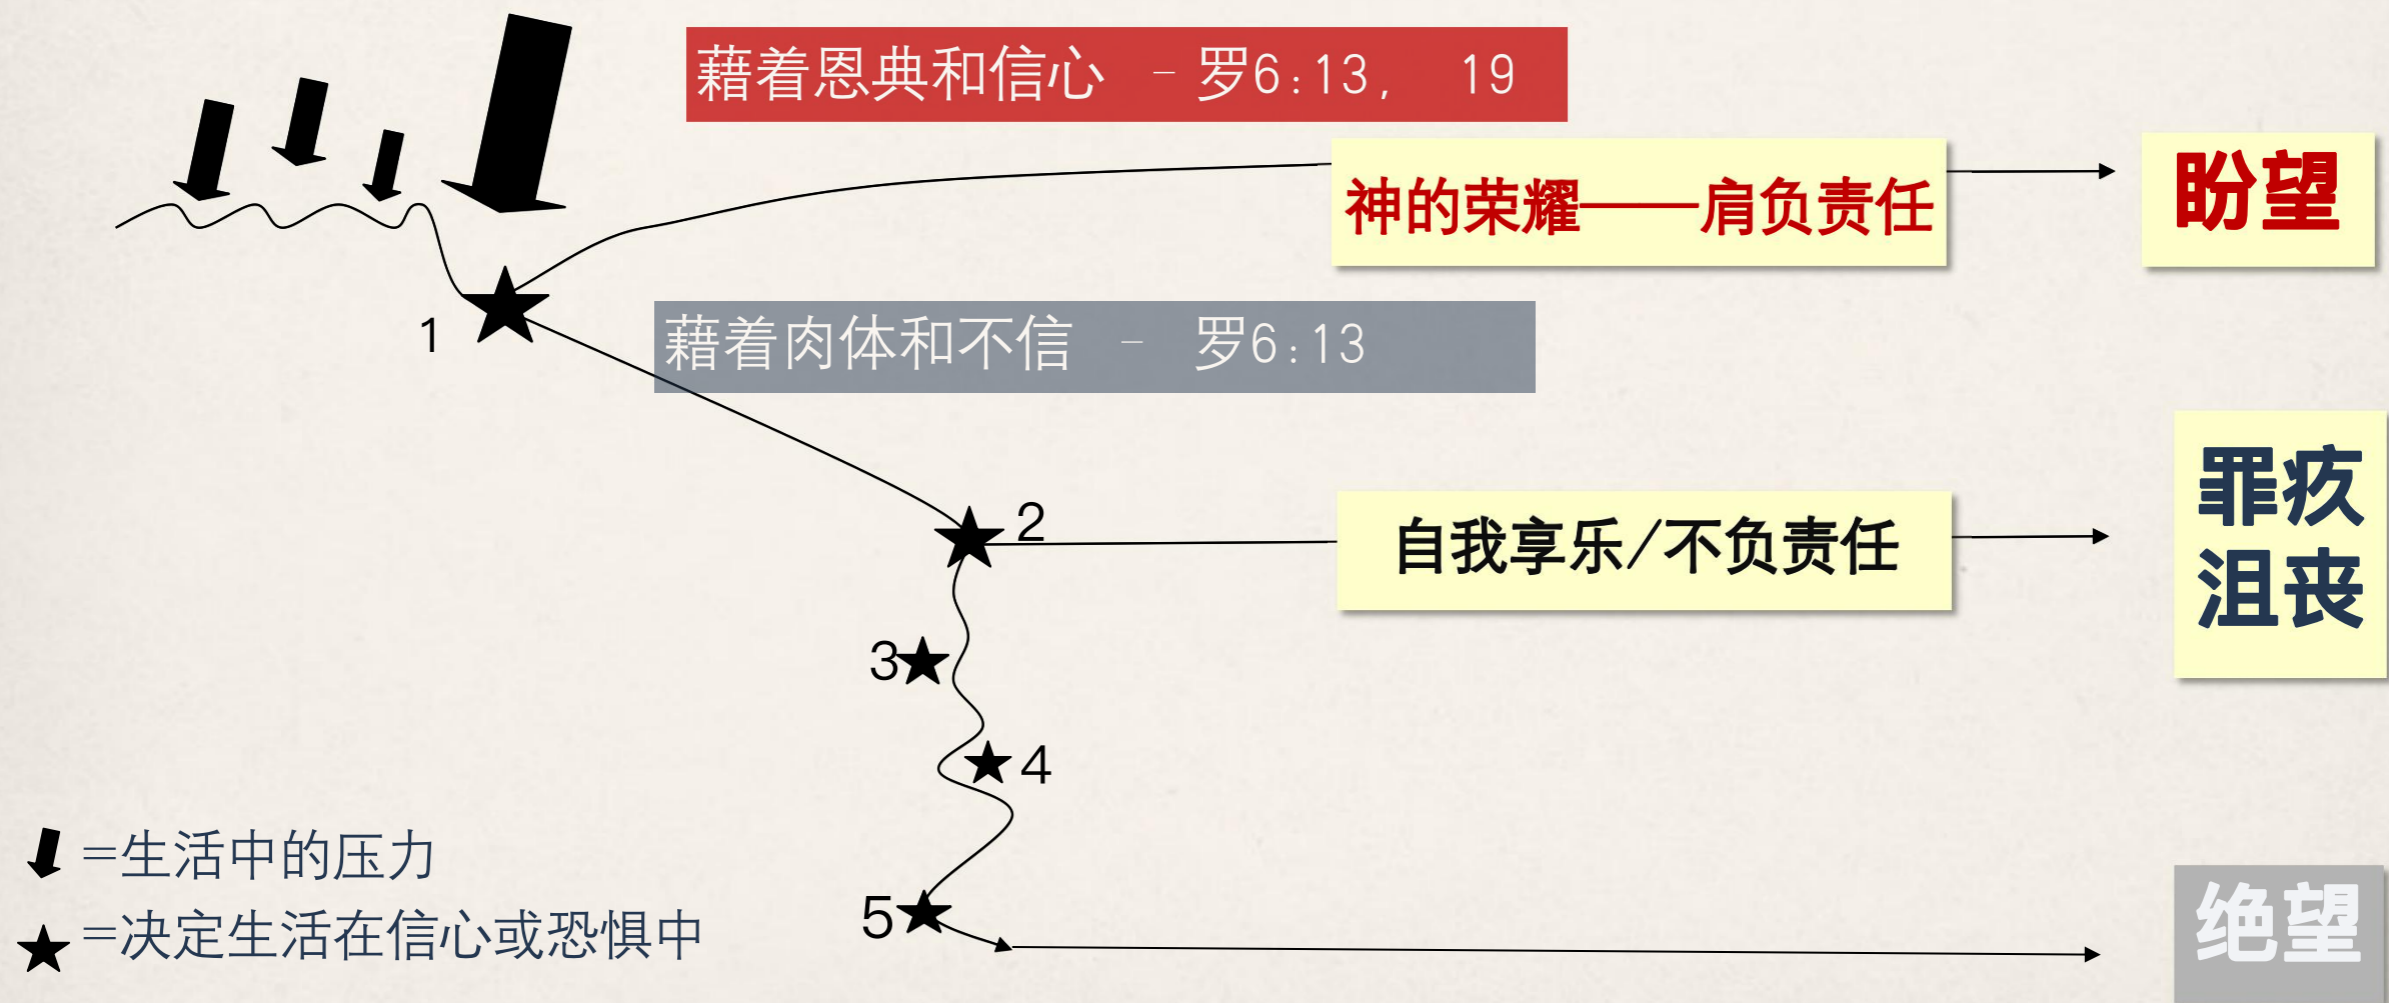 藉着恩典和信心 - 罗6:13, 19
神的荣耀——肩负责任
盼望
1
藉着肉体和不信 - 罗6:13
2
自我享乐/不负责任
罪疚
沮丧
3
4
=生活中的压力
5
=决定生活在信心或恐惧中
绝望